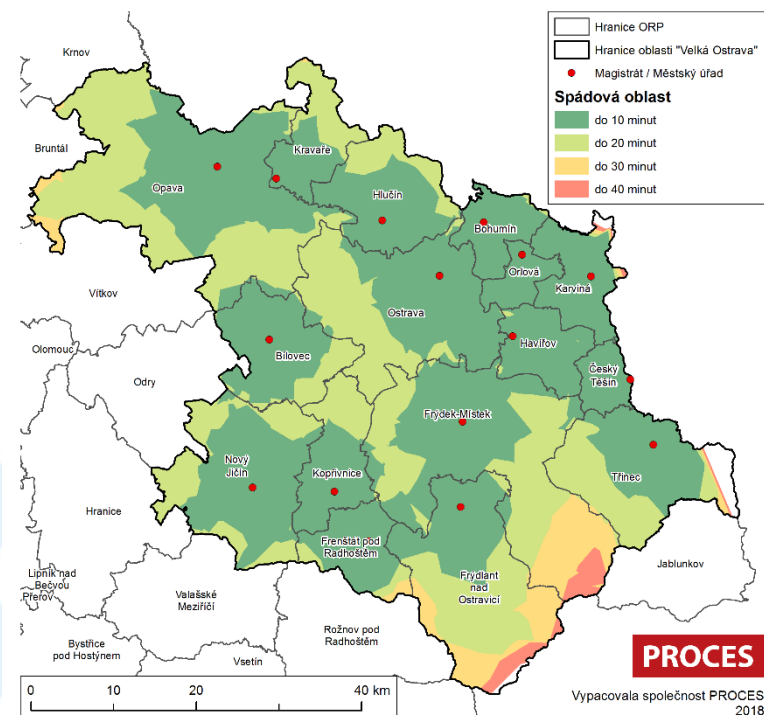 Hranice ORP
Hranice oblasti "Velká Ostrava"
Magistrát / Městský úřad
Spádová oblast
do 10 minut
do 20 minut
do 30 minut
do 40 minut
Krnov
Bruntál
Kravaře
Opava
Hlučín
Bohumín
Orlová
Karviná
Vítkov
Ostrava
Havířov
Olomouc
Odry
Bílovec
Český
Těšín
Frýdek-Místek
Nový
Jičín
Kopřivnice
Třinec
Hranice
Frenštát pod
Radhoštěm
Frýdlant
nad
Ostravicí
Jablunkov
Lipník nad
Bečvou
Přerov
Valašské
Meziříčí
Rožnov pod
Radhoštěm
Bystřice
pod Hostýnem
Vsetín
PROCES
0 10 20 40 km
Vypacovala společnost PROCES
2018